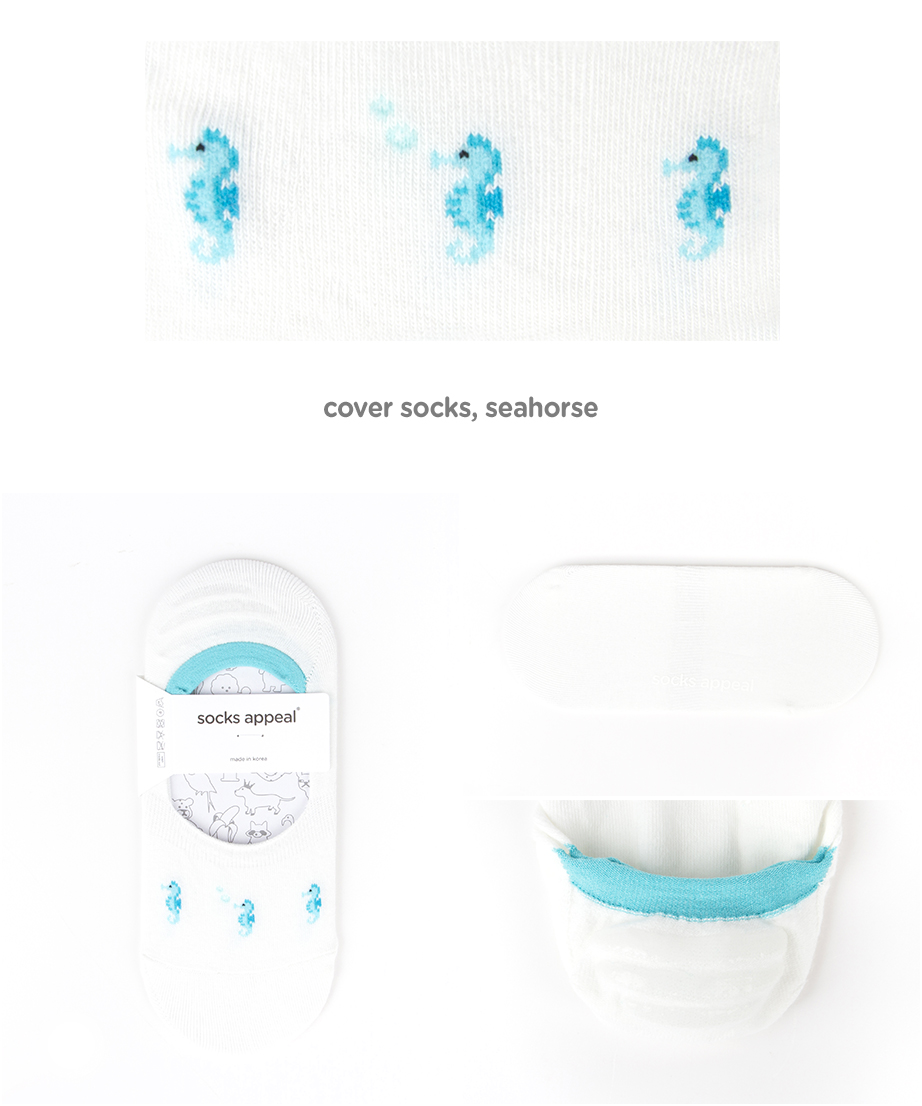 cover socks, seahorse
socks appeal®
made in korea
socks appeal